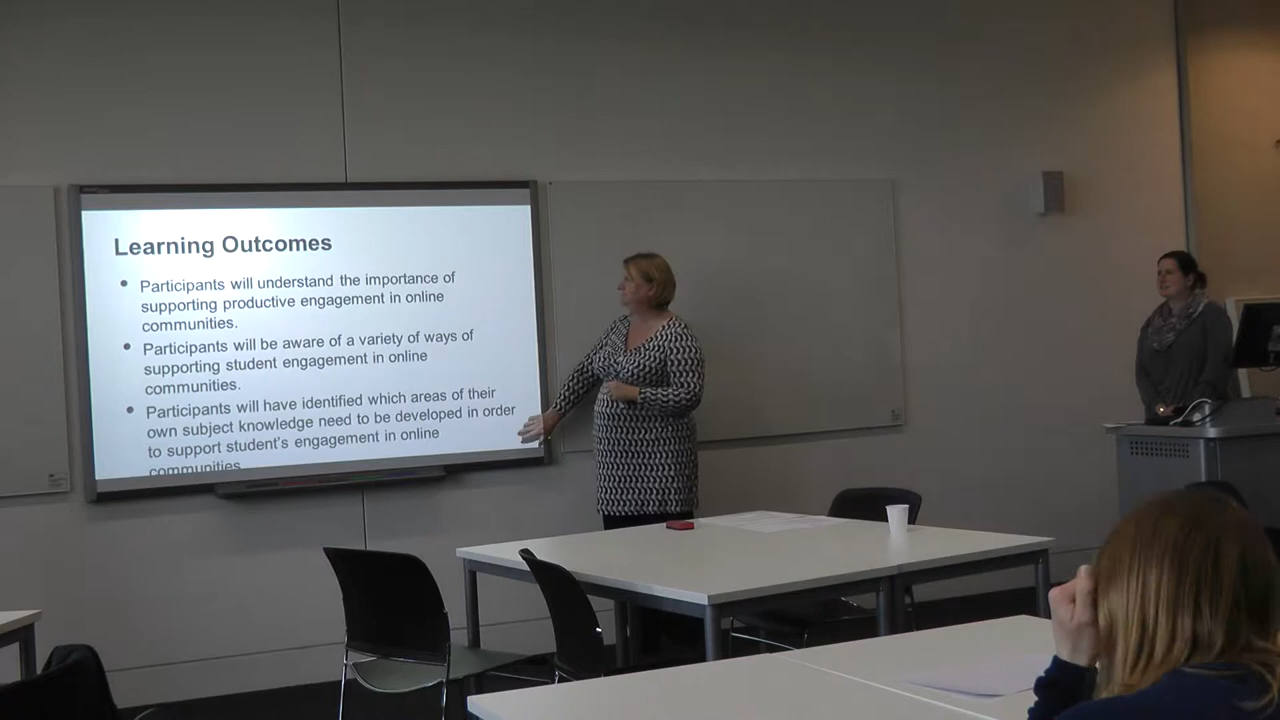 Learning Outcomes
• Participants will understand the importance of
supporting productive engagement in online
communities.
• Participants will be aware of a variety of ways of
supporting student engagement in online
communities.
• Participants will have identified which areas of their
own subject knowledge need to be developed in order
to support student's engagement in online
communities